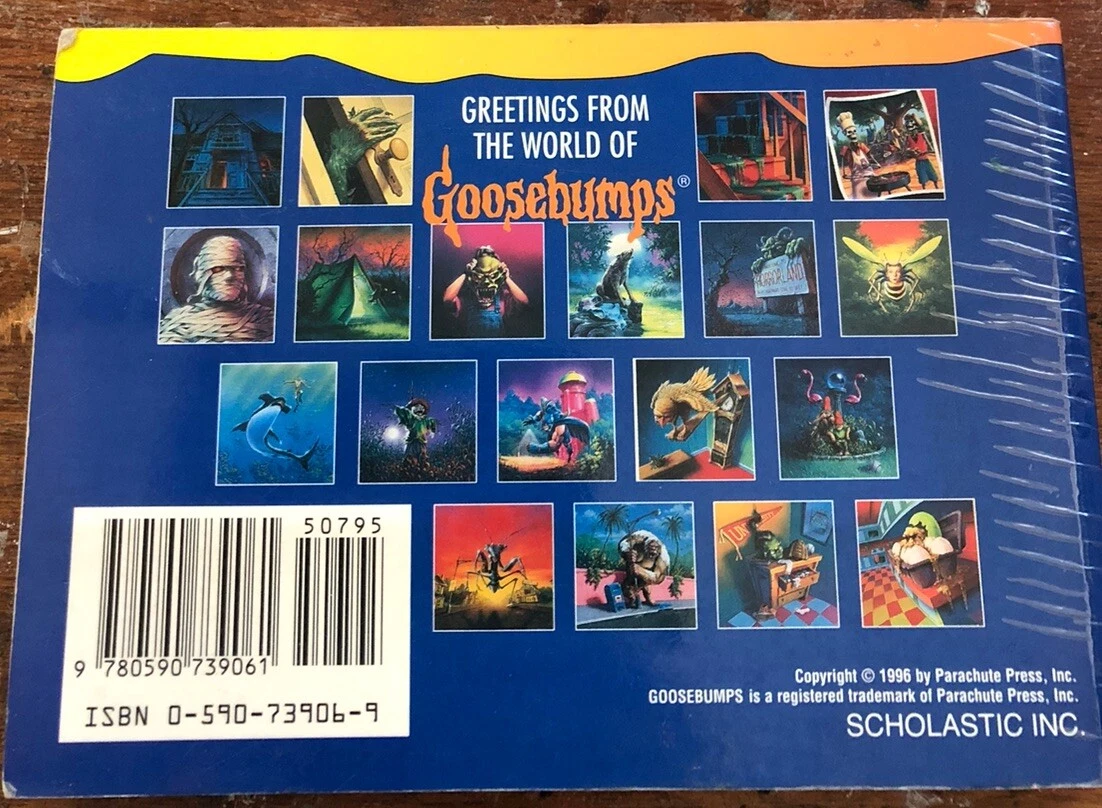 GREETINGS FROM
THE WORLD OF
Goosebumps®
HORRORLAND
50795
9 780590 739061
ISBN 0-590-73906-9
Copyright © 1996 by Parachute Press, Inc.
GOOSEBUMPS is a registered trademark of Parachute Press, Inc.
SCHOLASTIC INC.